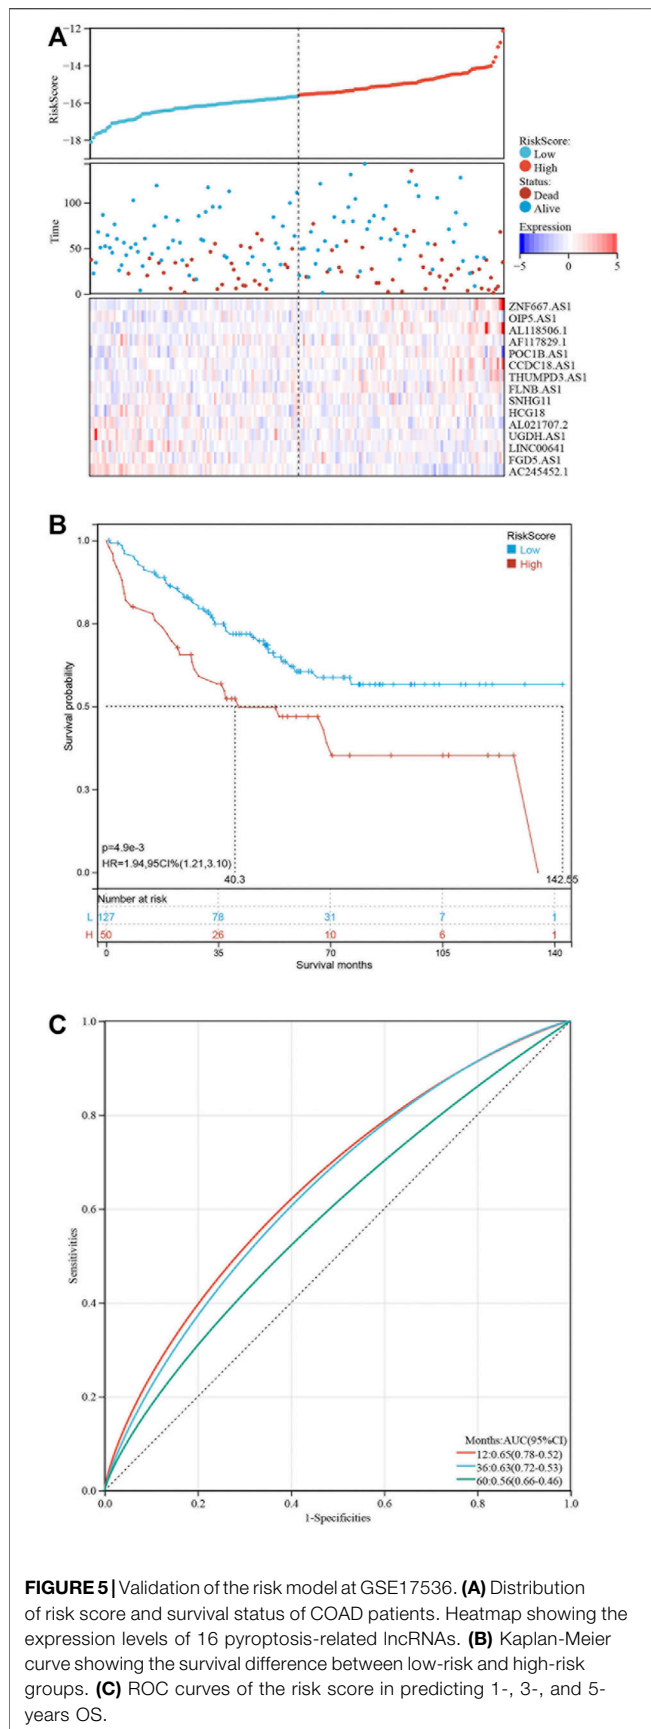 A
−12
−14
−16
−18
RiskScore
RiskScore:
Low
High
Status:
Dead
Alive
100
50
0
Time
Expression
−5 0 5
ZNF667.AS1
OIP5.AS1
AL118506.1
AF117829.1
POC1B.AS1
CCDC18.AS1
THUMPD3.AS1
FLNB.AS1
SNHG11
HCG18
AL021707.2
UGDH.AS1
LINC00641
FGD5.AS1
AC245452.1
B
RiskScore
Low
High
1.0
0.8
0.5
0.3
0.0
Survival probability
p=4.9e-3
HR=1.94,95CI%(1.21,3.10)
40.3 142.55
Number at risk
L 127 78 31 7 1
H 50 26 10 6 1
0 35 70 105 140
Survival months
C
1.0
0.8
0.6
0.4
0.2
0.0
Sensitivities
Months:AUC(95%CI)
12:0.65(0.78-0.52)
36:0.63(0.72-0.53)
60:0.56(0.66-0.46)
0.0 0.2 0.4 0.6 0.8 1.0
1-Specificities
FIGURE 5 | Validation of the risk model at GSE17536. (A) Distribution
of risk score and survival status of COAD patients. Heatmap showing the
expression levels of 16 pyroptosis-related lncRNAs. (B) Kaplan-Meier
curve showing the survival difference between low-risk and high-risk
groups. (C) ROC curves of the risk score in predicting 1-, 3-, and 5-
years OS.